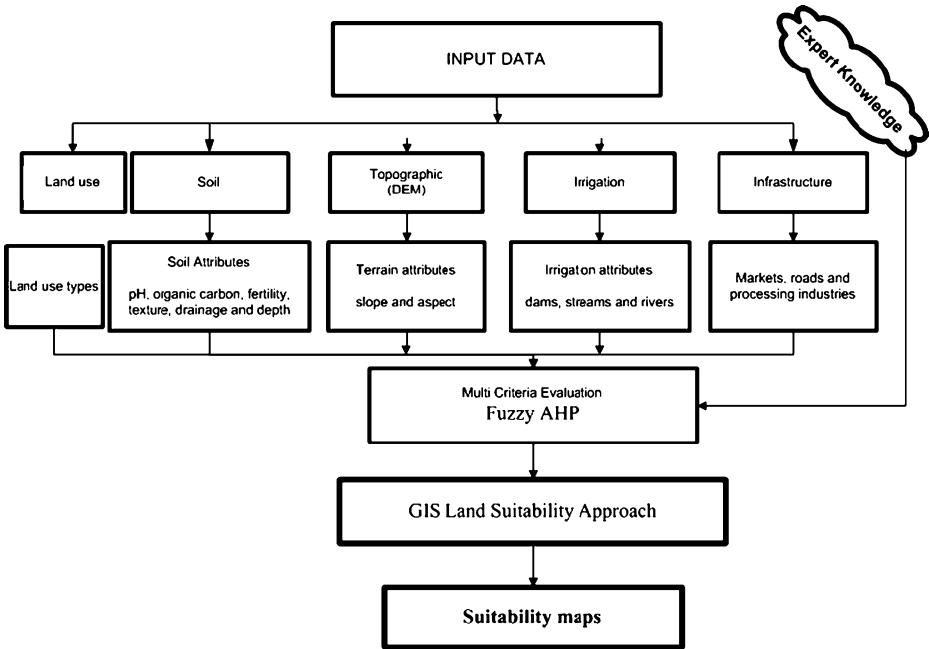 INPUT DATA
Expert Knowledge
Land use
Soil
Topographic
(DEM)
Irrigation
Infrastructure
Land use types
Soil Attributes
pH, organic carbon, fertility,
texture, drainage and depth
Terrain attributes
slope and aspect
Irrigation attributes
dams, streams and rivers
Markets, roads and
processing industries
Multi Criteria Evaluation
Fuzzy AHP
GIS Land Suitability Approach
Suitability maps